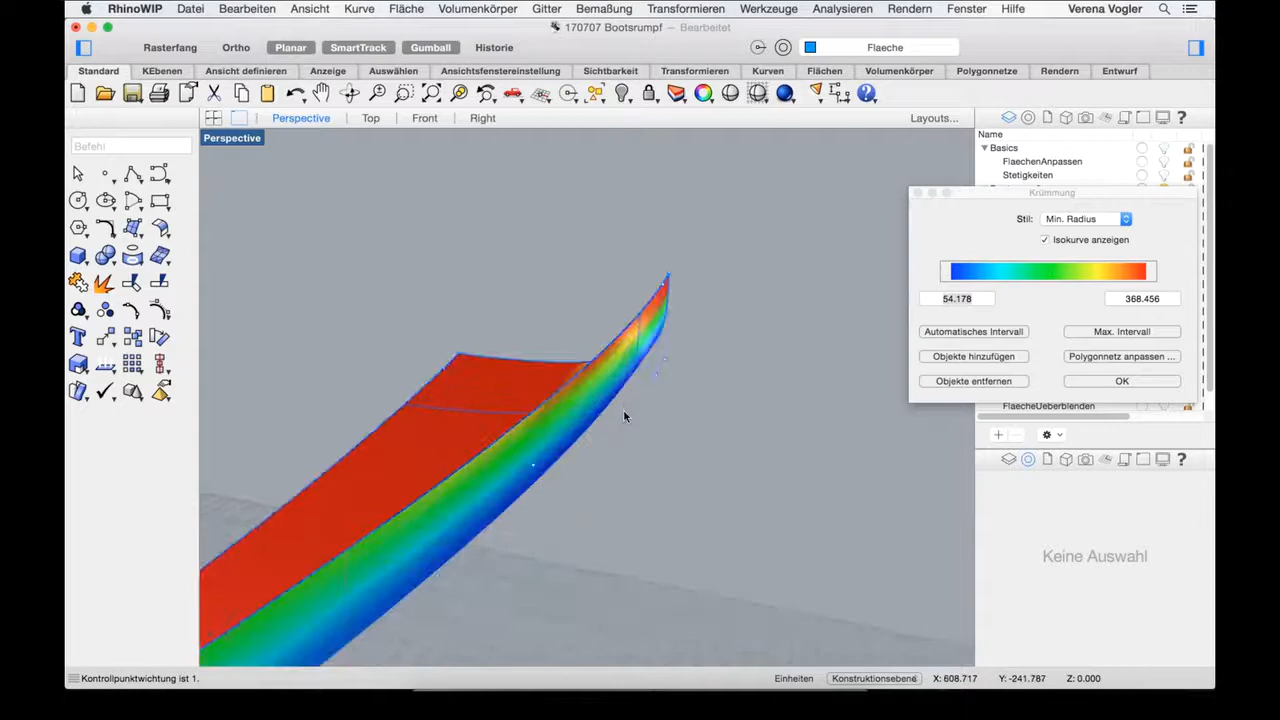 RhinoWIP Datei Bearbeiten Ansicht Kurve Fläche Volumenkörper Gitter Bemaßung Transformieren Werkzeuge Analysieren Rendern Fenster Hilfe Verena Vogler
170707 Bootsrumpf — Bearbeitet
Rasterfang Ortho Planar SmartTrack Gumball Historie Flaeche
Standard KEbenen Ansicht definieren Anzeige Auswählen Ansichtsfensterestellung Sichtbarkeit Transformieren Kurven Flächen Volumenkörper Polygonnetze Rendern Entwurf
Perspective Top Front Right Layouts...
Perspective
Befehl
Name
Basics
FlaechenAnpassen
Stetigkeiten
Krümmung
Stil: Min. Radius
Isokurve anzeigen
54.178 368.456
Automatisches Intervall Max. Intervall
Objekte hinzufügen Polygonnetz anpassen ...
Objekte entfernen OK
FlaecheUeberblenden
Keine Auswahl
Kontrollpunktwichtung ist 1. Einheiten Konstruktionsebene X: 608.717 Y: -241.787 Z: 0.000